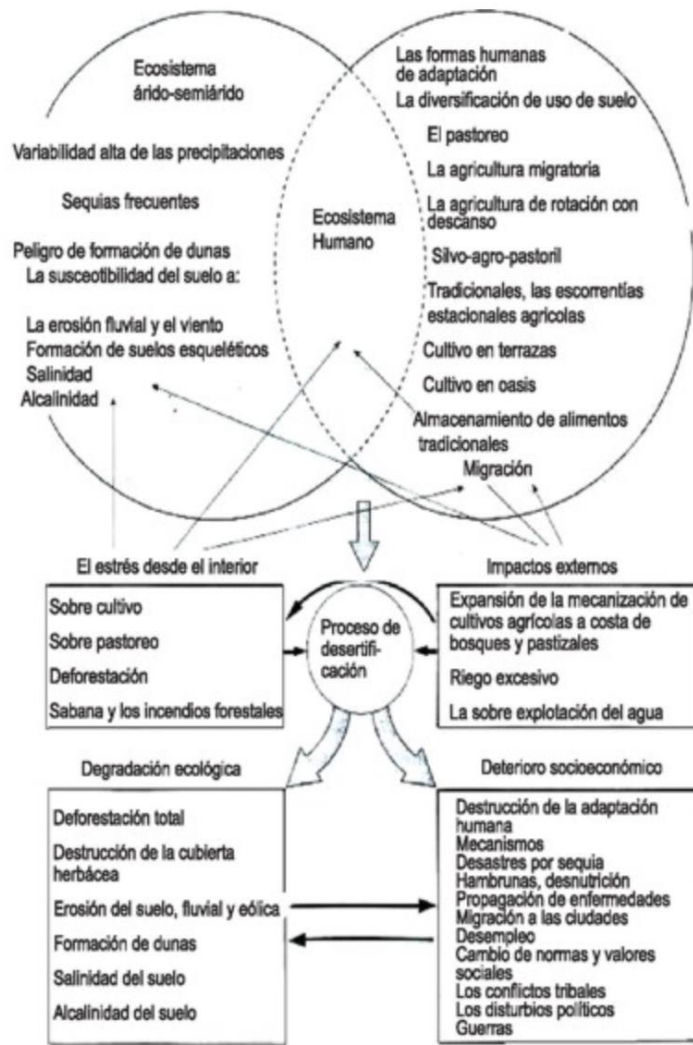 Ecosistema
árido-semiárido
Variabilidad alta de las precipitaciones
Sequias frecuentes
Peligro de formación de dunas
La susceotibilidad del suelo a:
La erosión fluvial y el viento
Formación de suelos esqueléticos
Salinidad
Alcalinidad
Ecosistema
Humano
Las formas humanas
de adaptación
La diversificación de uso de suelo
El pastoreo
La agricultura migratoria
La agricultura de rotación con
descanso
Silvo-agro-pastoril
Tradicionales, las escorrentías
estacionales agrícolas
Cultivo en terrazas
Cultivo en oasis
Almacenamiento de alimentos
tradicionales
Migración
El estrés desde el interior
Sobre cultivo
Sobre pastoreo
Deforestación
Sabana y los incendios forestales
Proceso de
desertifi-
cación
Impactos externos
Expansión de la mecanización de
cultivos agrícolas a costa de
bosques y pastizales
Riego excesivo
La sobre explotación del agua
Degradación ecológica
Deforestación total
Destrucción de la cubierta
herbácea
Erosión del suelo, fluvial y eólica
Formación de dunas
Salinidad del suelo
Alcalinidad del suelo
Deterioro socioeconómico
Destrucción de la adaptación
humana
Mecanismos
Desastres por sequia
Hambrunas, desnutrición
Propagación de enfermedades
Migración a las ciudades
Desempleo
Cambio de normas y valores
sociales
Los conflictos tribales
Los disturbios políticos
Guerras